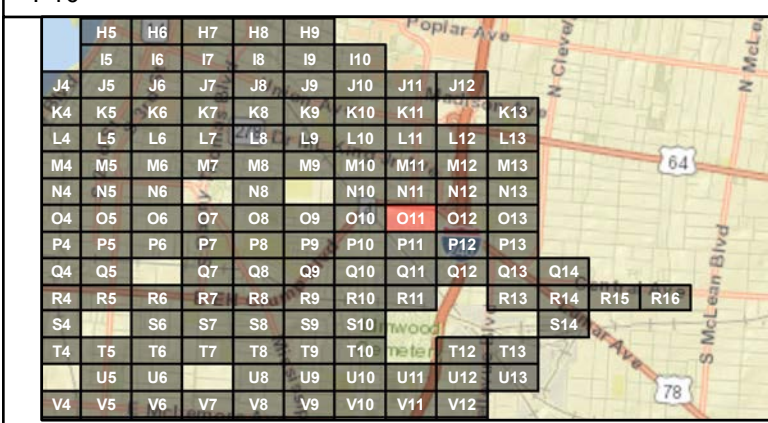 Poplar Ave
H5 H6 H7 H8 H9
I5 I6 I7 I8 I9 I10
J4 J5 J6 J7 J8 J9 J10 J11 J12
K4 K5 K6 K7 K8 K9 K10 K11 K13
L4 L5 L6 L7 L8 L9 L10 L11 L12 L13
M4 M5 M6 M7 M8 M9 M10 M11 M12 M13
64
N4 N5 N6 N8 N10 N11 N12 N13
O4 O5 O6 O7 O8 O9 O10 O11 O12 O13
P4 P5 P6 P7 P8 P9 P10 P11 P12 P13
Q4 Q5 Q7 Q8 Q9 Q10 Q11 Q12 Q13 Q14
R4 R5 R6 R7 R8 R9 R10 R11 R13 R14 R15 R16
S4 S6 S7 S8 S9 S10 S14
T4 T5 T6 T7 T8 T9 T10 T12 T13
U5 U6 U8 U9 U10 U11 U12 U13
78
V4 V5 V6 V7 V8 V9 V10 V11 V12
N Cleve
N McLe
S McLean Blvd